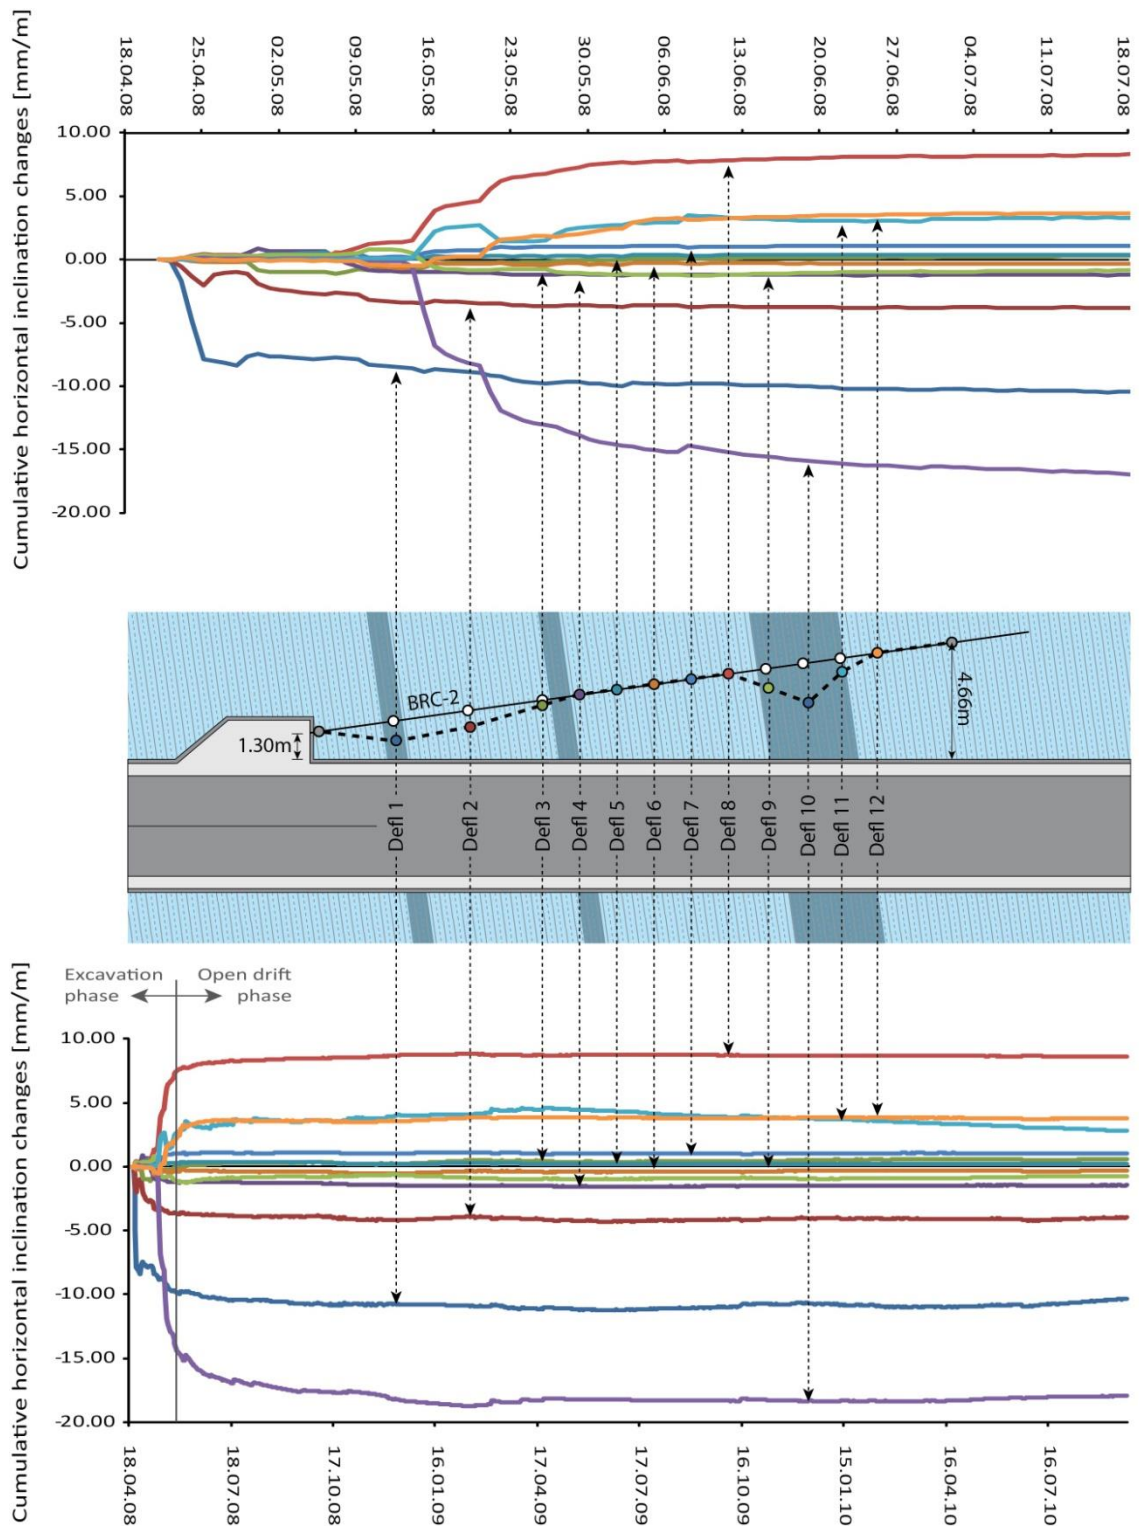 18.04.08
25.04.08
02.05.08
09.05.08
16.05.08
23.05.08
30.05.08
06.06.08
13.06.08
20.06.08
27.06.08
04.07.08
11.07.08
18.07.08
Cumulative horizontal inclination changes [mm/m]
10.00
5.00
0.00
-5.00
-10.00
-15.00
-20.00
BRC-2
1.30m
4.66m
Defl 1
Defl 2
Defl 3
Defl 4
Defl 5
Defl 6
Defl 7
Defl 8
Defl 9
Defl 10
Defl 11
Defl 12
Excavation
phase
Open drift
phase
Cumulative horizontal inclination changes [mm/m]
10.00
5.00
0.00
-5.00
-10.00
-15.00
-20.00
18.04.08
18.07.08
17.10.08
16.01.09
17.04.09
17.07.09
16.10.09
15.01.10
16.04.10
16.07.10